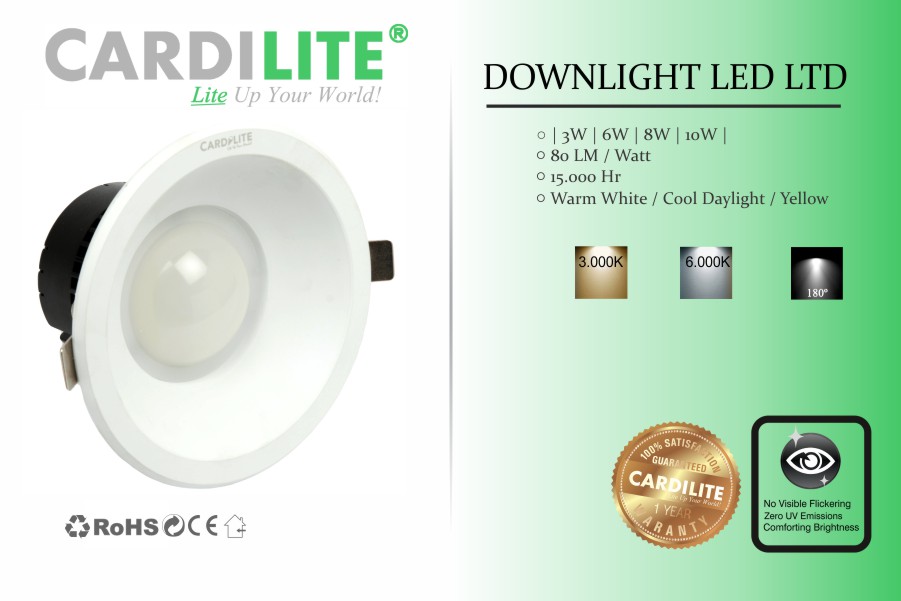 CARDILITE®
Lite Up Your World!
CARDILITE
RoHS CE
DOWNLIGHT LED LTD
| 3W | 6W | 8W | 10W |
80 LM / Watt
15.000 Hr
Warm White / Cool Daylight / Yellow
3.000K
6.000K
180°
100% SATISFACTION
GUARANTEED
CARDILITE
Lite Up Your World!
1 YEAR
WARANTY
No Visible Flickering
Zero UV Emissions
Comforting Brightness